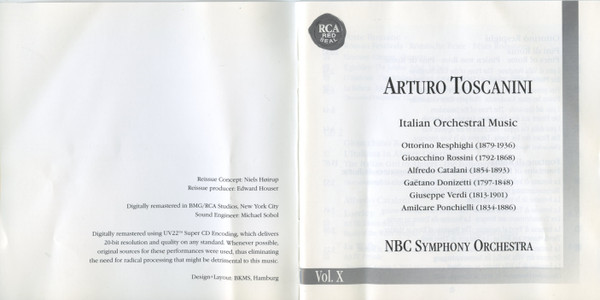 Reissue Concept: Niels Høirup
Reissue producer: Edward Houser
Digitally remastered in BMG/RCA Studios, New York City
Sound Engineer: Michael Sobol
Digitally remastered using UV22™ Super CD Encoding, which delivers
20-bit resolution and quality on any standard. Whenever possible,
original sources for these performances were used, thus eliminating
the need for radical processing that might be detrimental to this music.
Design+Layout, BKMS, Hamburg
RCA
RED
SEAL
ARTURO TOSCANINI
Italian Orchestral Music
Ottorino Resphighi (1879-1936)
Gioacchino Rossini (1792-1868)
Alfredo Catalani (1854-1893)
Gaëtano Donizetti (1797-1848)
Giuseppe Verdi (1813-1901)
Amilcare Ponchielli (1834-1886)
NBC SYMPHONY ORCHESTRA
Vol. X